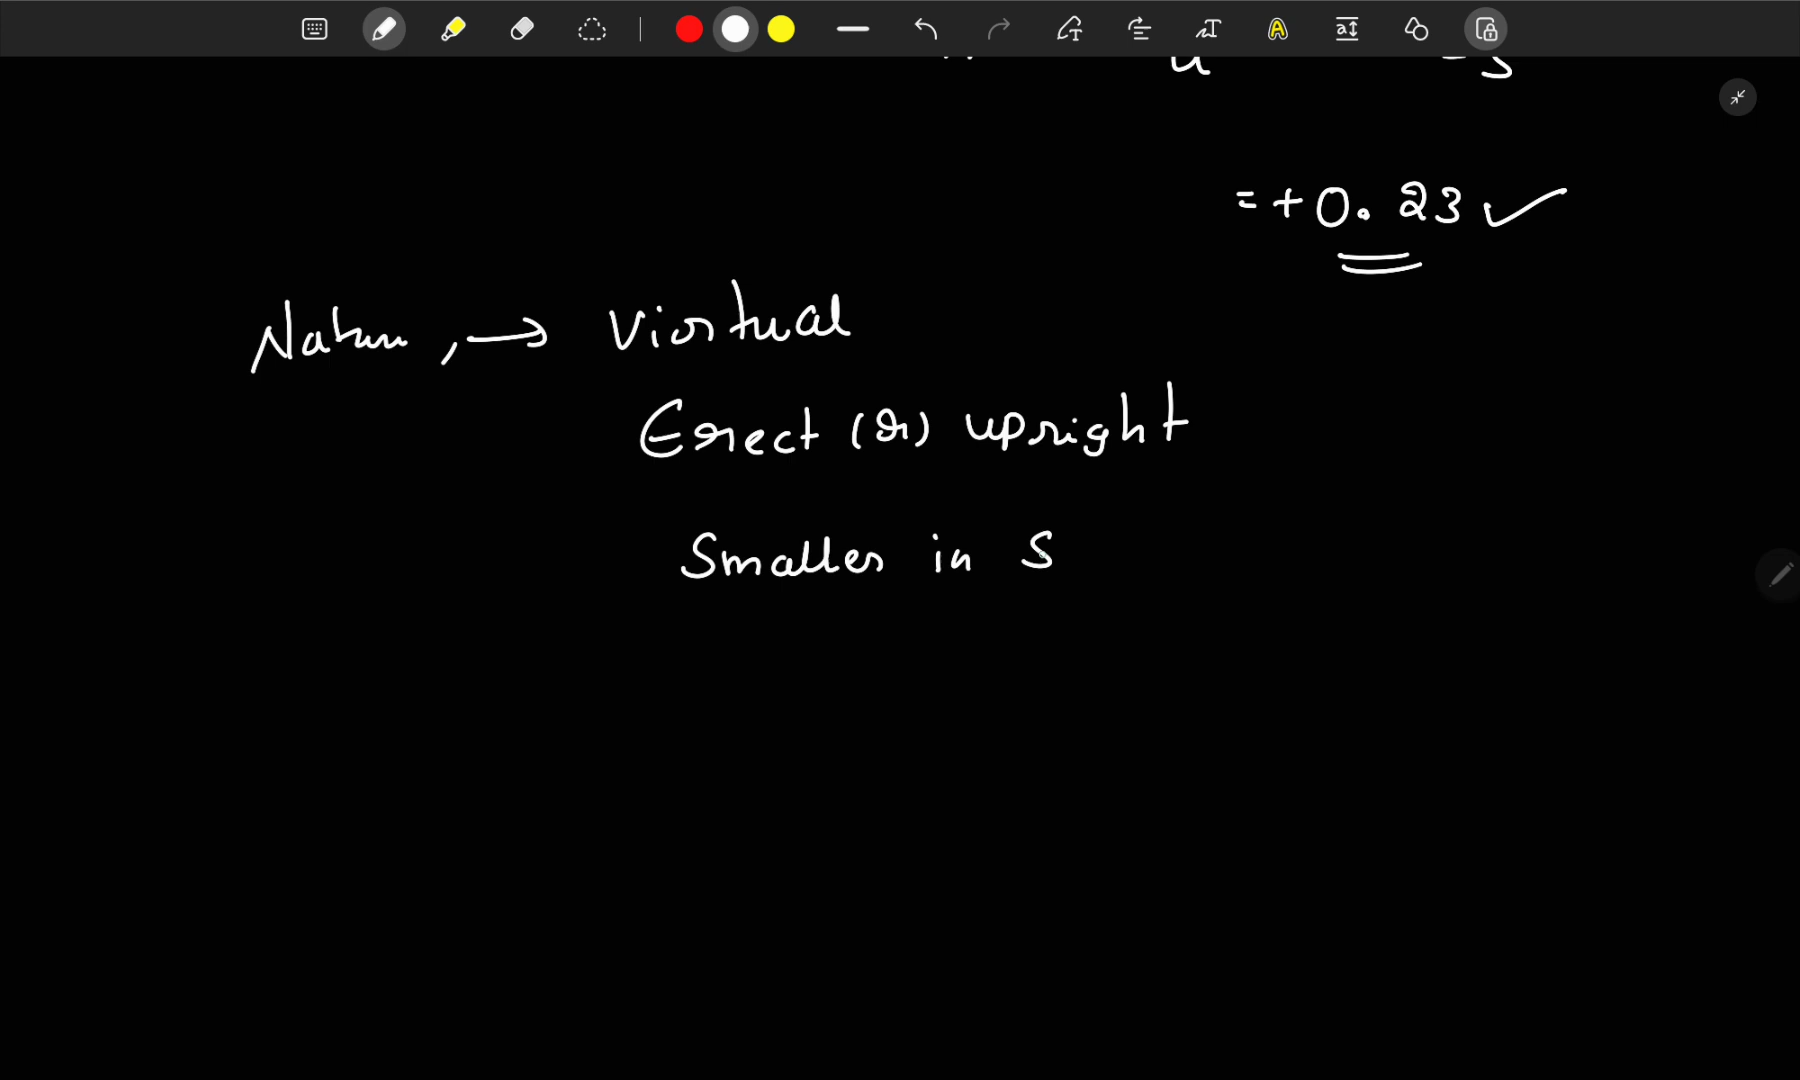 = + 0.23 ✓
Nature, → Virtual
Erect (or) upright
Smaller in S